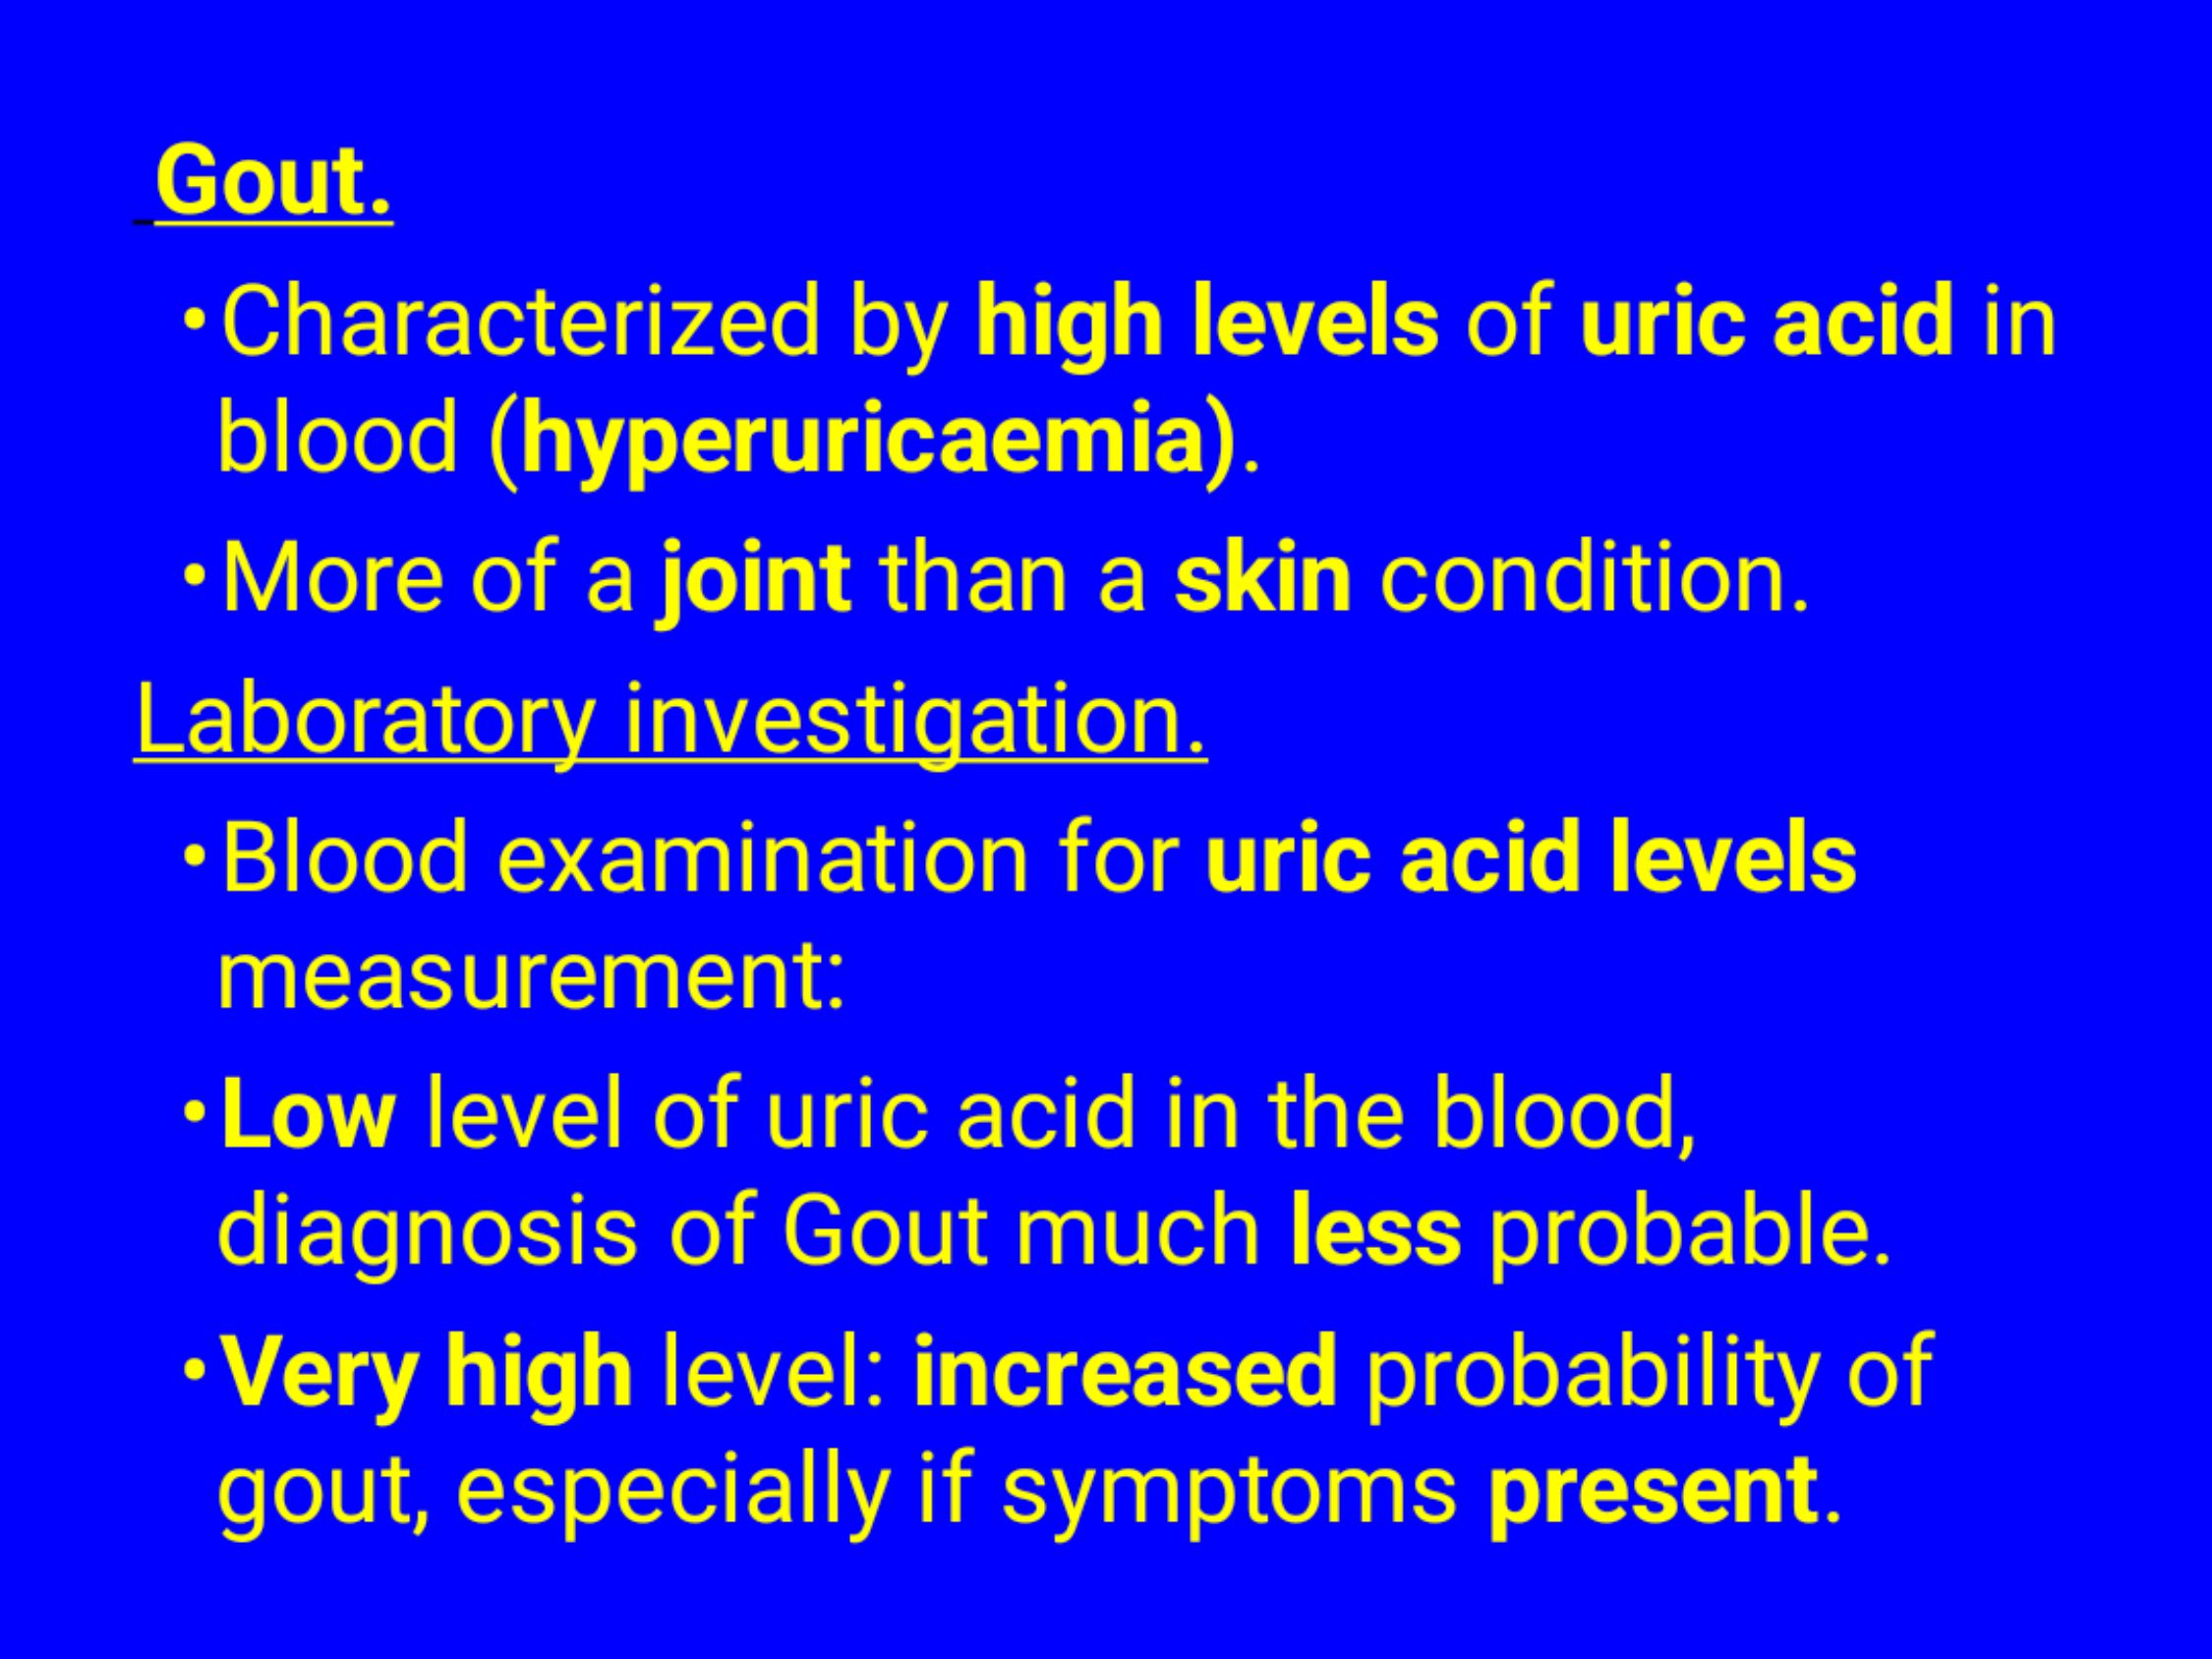 Gout.
•Characterized by high levels of uric acid in
blood (hyperuricaemia).
•More of a joint than a skin condition.
Laboratory investigation.
•Blood examination for uric acid levels
measurement:
•Low level of uric acid in the blood,
diagnosis of Gout much less probable.
•Very high level: increased probability of
gout, especially if symptoms present.